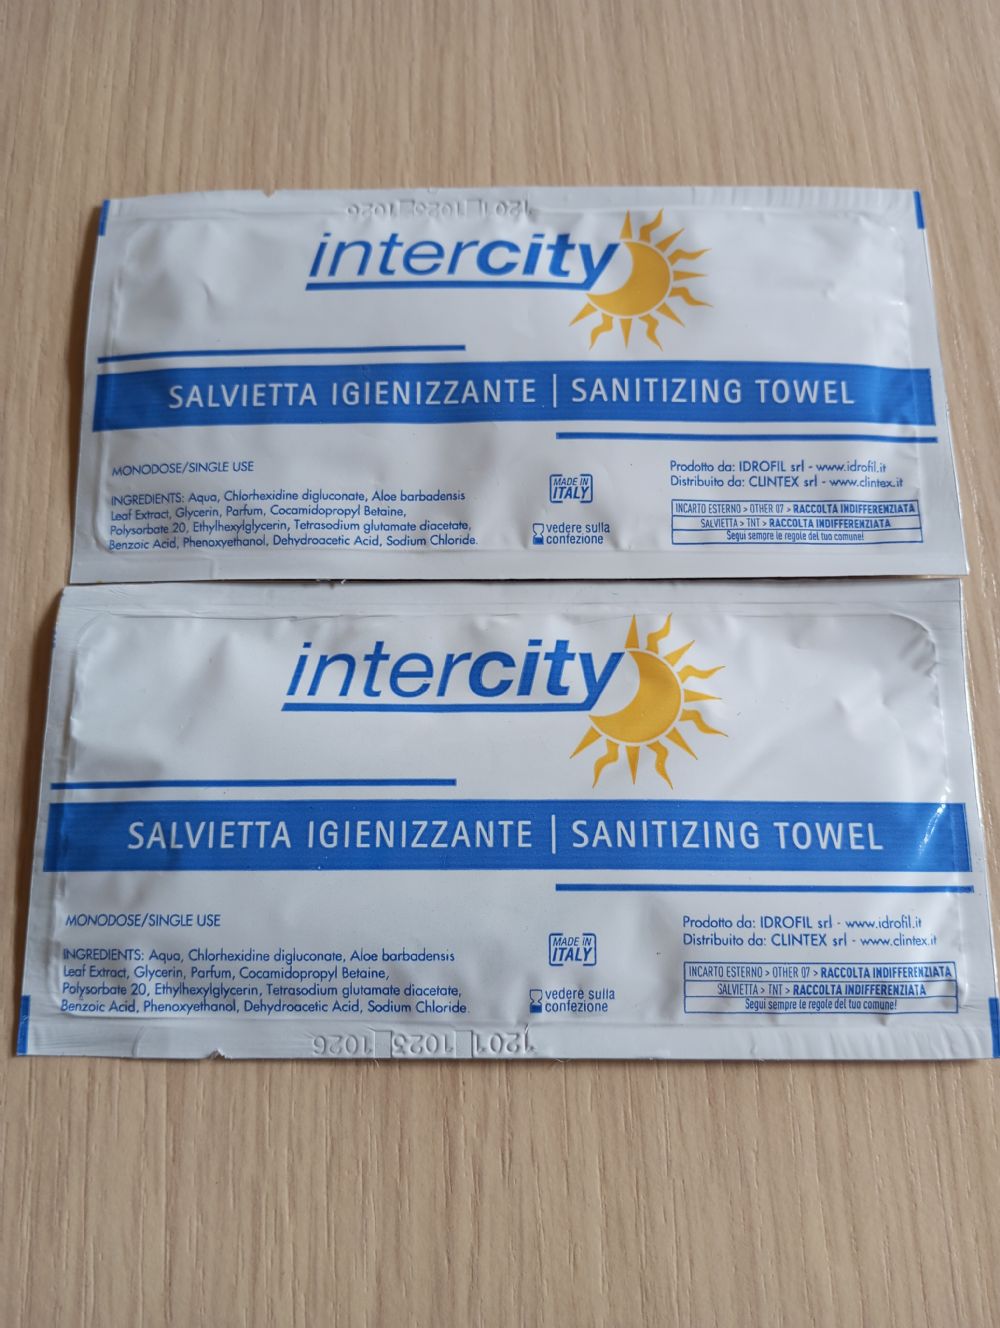 intercity
SALVIETTA IGIENIZZANTE | SANITIZING TOWEL
MONODOSE/SINGLE USE
INGREDIENTS: Aqua, Chlorhexidine digluconate, Aloe barbadensis
Leaf Extract, Glycerin, Parfum, Cocamidopropyl Betaine,
Polysorbate 20, Ethylhexylglycerin, Tetrasodium glutamate diacetate,
Benzoic Acid, Phenoxyethanol, Dehydroacetic Acid, Sodium Chloride.
MADE IN
ITALY
vedere sulla
confezione
Prodotto da: IDROFIL srl - www.idrofil.it
Distribuito da: CLINTEX srl - www.clintex.it
INCARTO ESTERNO > OTHER 07 > RACCOLTA INDIFFERENZIATA
SALVIETTA > TNT > RACCOLTA INDIFFERENZIATA
Segui sempre le regole del tuo comune!
intercity
SALVIETTA IGIENIZZANTE | SANITIZING TOWEL
MONODOSE/SINGLE USE
INGREDIENTS: Aqua, Chlorhexidine digluconate, Aloe barbadensis
Leaf Extract, Glycerin, Parfum, Cocamidopropyl Betaine,
Polysorbate 20, Ethylhexylglycerin, Tetrasodium glutamate diacetate,
Benzoic Acid, Phenoxyethanol, Dehydroacetic Acid, Sodium Chloride.
MADE IN
ITALY
vedere sulla
confezione
Prodotto da: IDROFIL srl - www.idrofil.it
Distribuito da: CLINTEX srl - www.clintex.it
INCARTO ESTERNO > OTHER 07 > RACCOLTA INDIFFERENZIATA
SALVIETTA > TNT > RACCOLTA INDIFFERENZIATA
Segui sempre le regole del tuo comune!